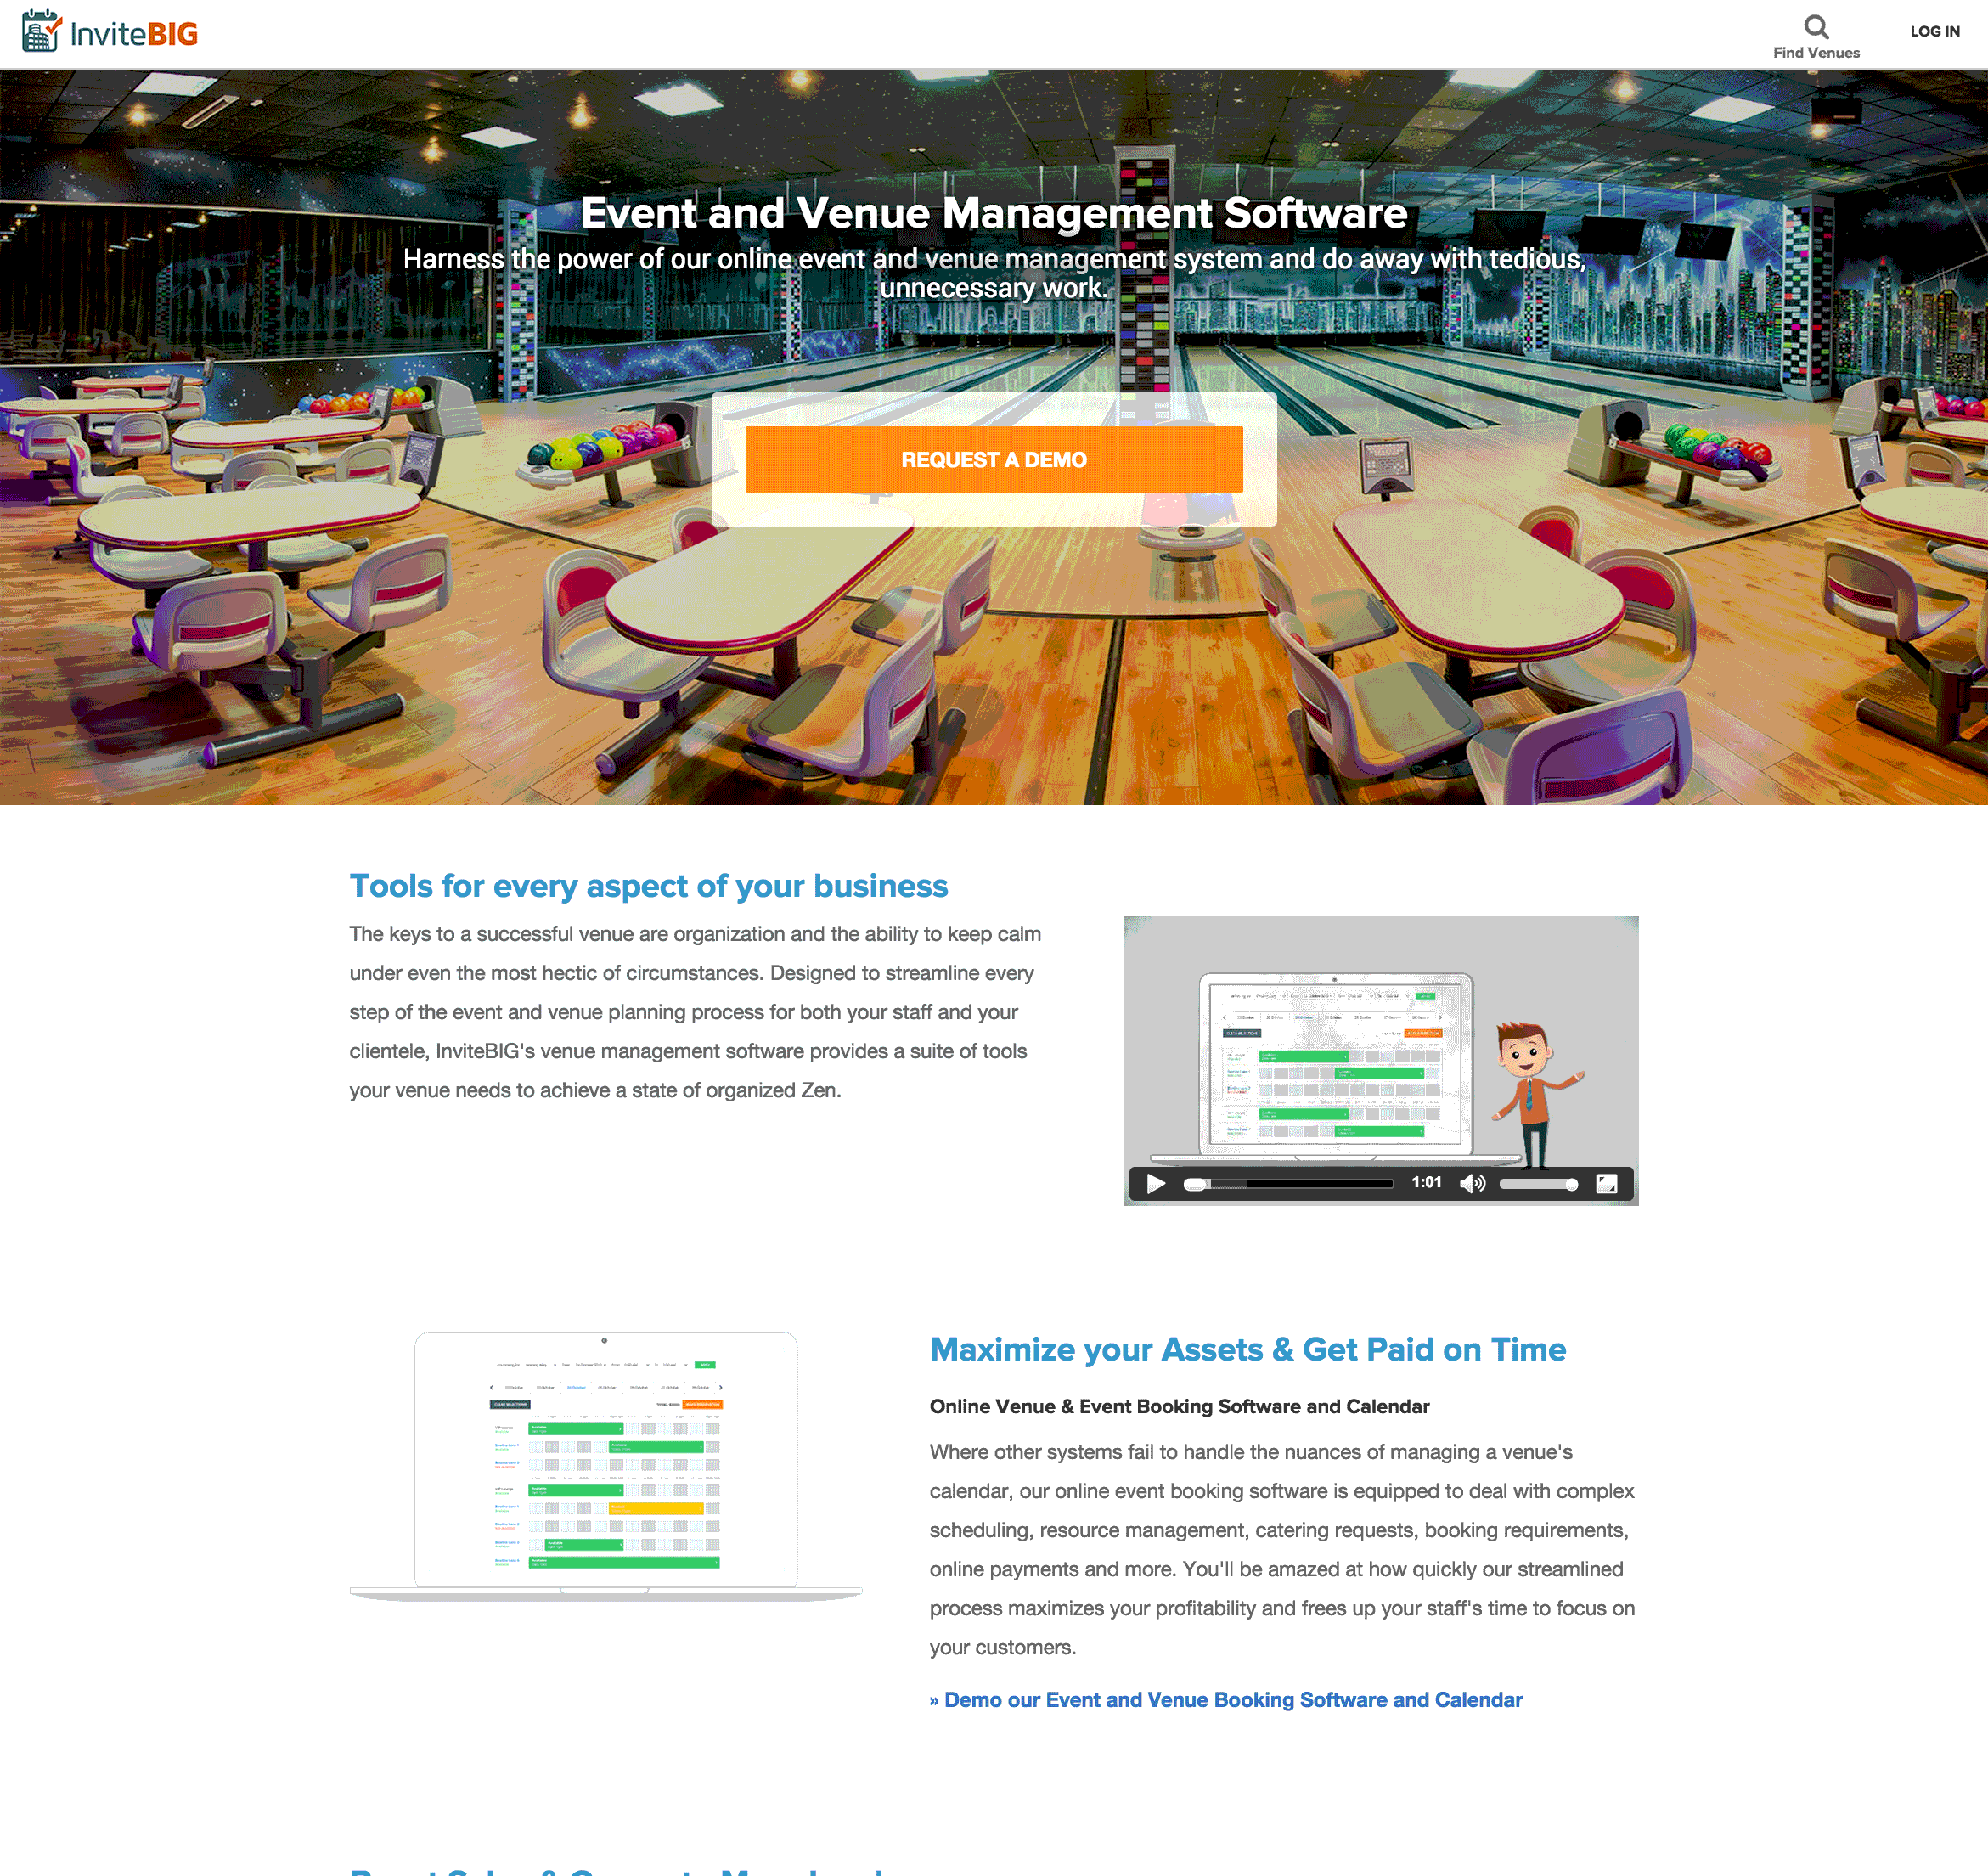 InviteBIG
Find Venues
LOG IN
Event and Venue Management Software
Harness the power of our online event and venue management system and do away with tedious,
unnecessary work.
REQUEST A DEMO
Tools for every aspect of your business
The keys to a successful venue are organization and the ability to keep calm
under even the most hectic of circumstances. Designed to streamline every
step of the event and venue planning process for both your staff and your
clientele, InviteBIG's venue management software provides a suite of tools
your venue needs to achieve a state of organized Zen.
1:01
Maximize your Assets & Get Paid on Time
Online Venue & Event Booking Software and Calendar
Where other systems fail to handle the nuances of managing a venue's
calendar, our online event booking software is equipped to deal with complex
scheduling, resource management, catering requests, booking requirements,
online payments and more. You'll be amazed at how quickly our streamlined
process maximizes your profitability and frees up your staff's time to focus on
your customers.
» Demo our Event and Venue Booking Software and Calendar